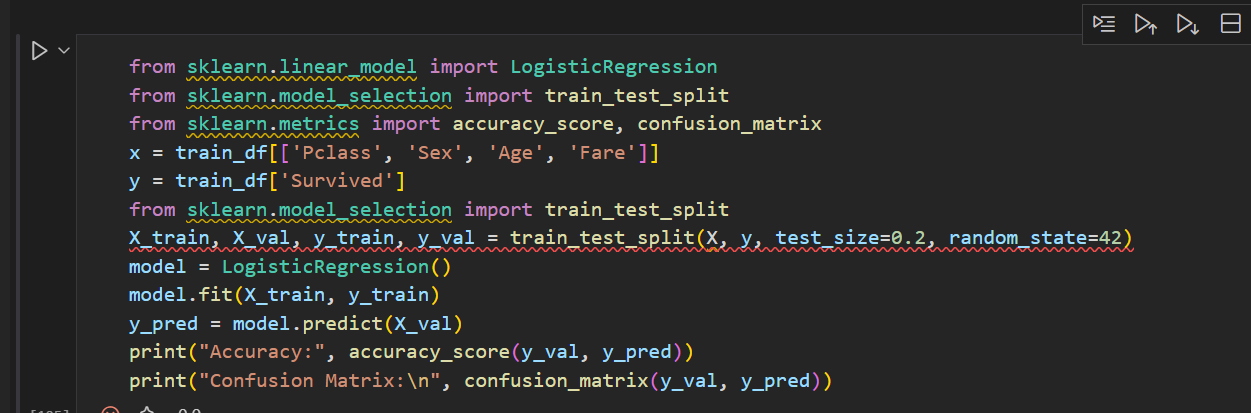 from sklearn.linear_model import LogisticRegression
from sklearn.model_selection import train_test_split
from sklearn.metrics import accuracy_score, confusion_matrix
x = train_df[['Pclass', 'Sex', 'Age', 'Fare']]
y = train_df['Survived']
from sklearn.model_selection import train_test_split
X_train, X_val, y_train, y_val = train_test_split(X, y, test_size=0.2, random_state=42)
model = LogisticRegression()
model.fit(X_train, y_train)
y_pred = model.predict(X_val)
print("Accuracy:", accuracy_score(y_val, y_pred))
print("Confusion Matrix:\n", confusion_matrix(y_val, y_pred))